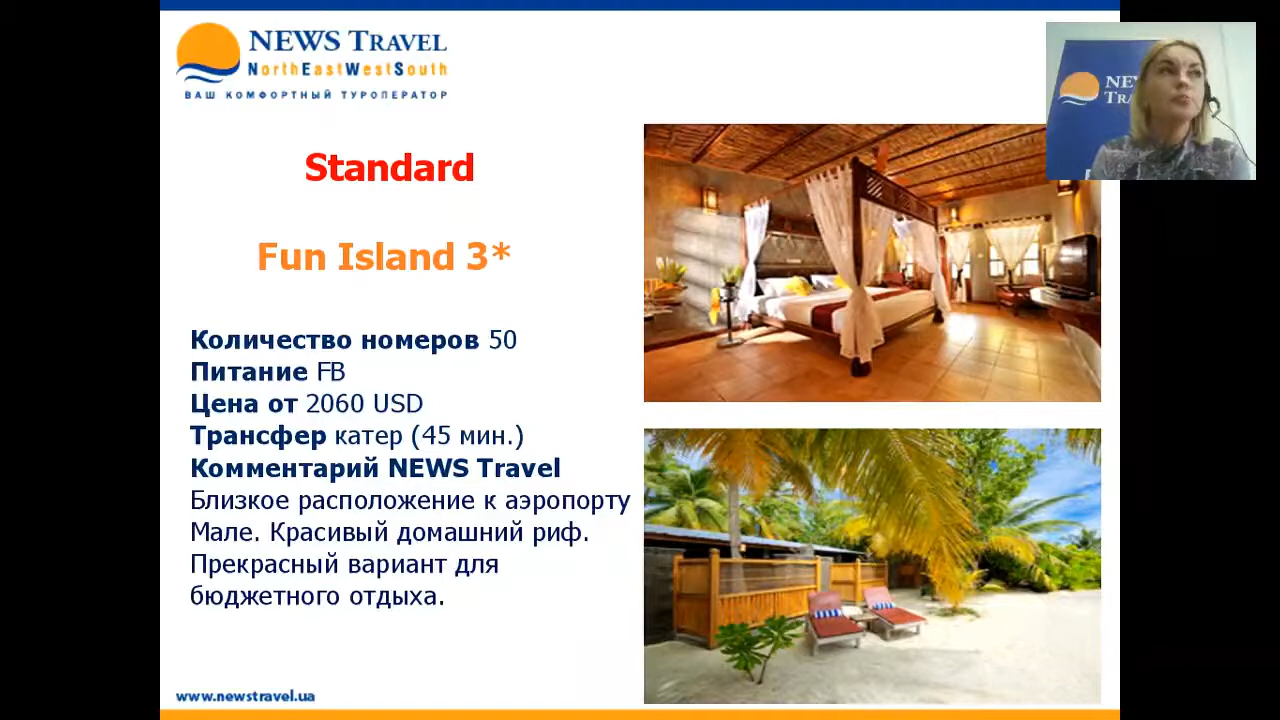 NEWS TRAVEL
NorthEastWestSouth
ВАШ КОМФОРТНЫЙ ТУРОПЕРАТОР
Standard
Fun Island 3*
Количество номеров 50
Питание FB
Цена от 2060 USD
Трансфер катер (45 мин.)
Комментарий NEWS Travel
Близкое расположение к аэропорту
Мале. Красивый домашний риф.
Прекрасный вариант для
бюджетного отдыха.
www.newstravel.ua